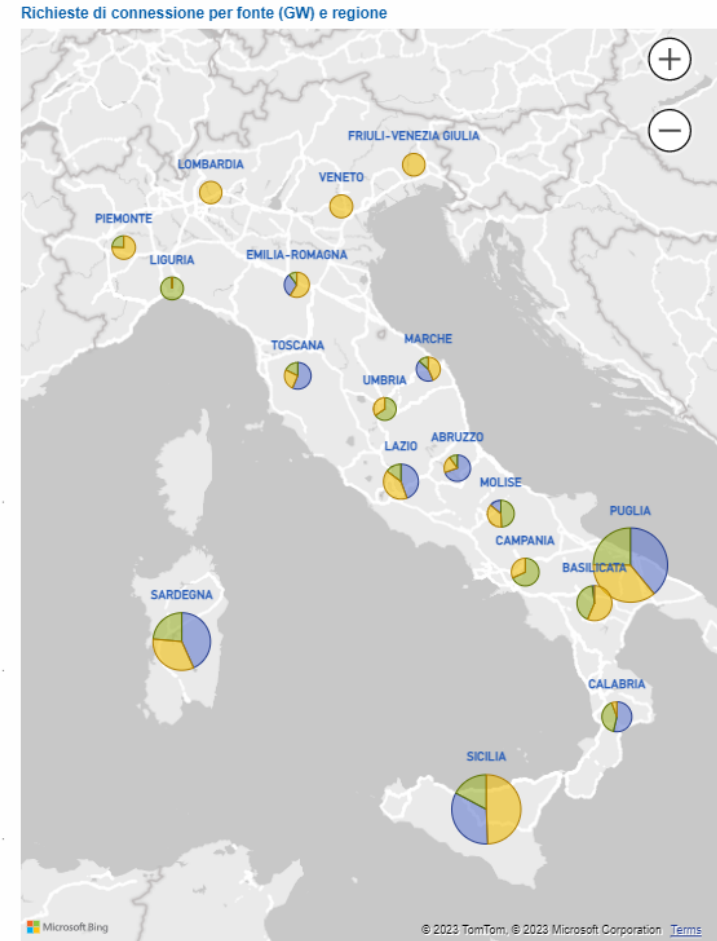 Richieste di connessione per fonte (GW) e regione
FRIULI-VENEZIA GIULIA
LOMBARDIA
VENETO
PIEMONTE
LIGURIA
EMILIA-ROMAGNA
TOSCANA
MARCHE
UMBRIA
LAZIO
ABRUZZO
MOLISE
PUGLIA
CAMPANIA
BASILICATA
SARDEGNA
CALABRIA
SICILIA
Microsoft Bing
© 2023 TomTom, © 2023 Microsoft Corporation Terms